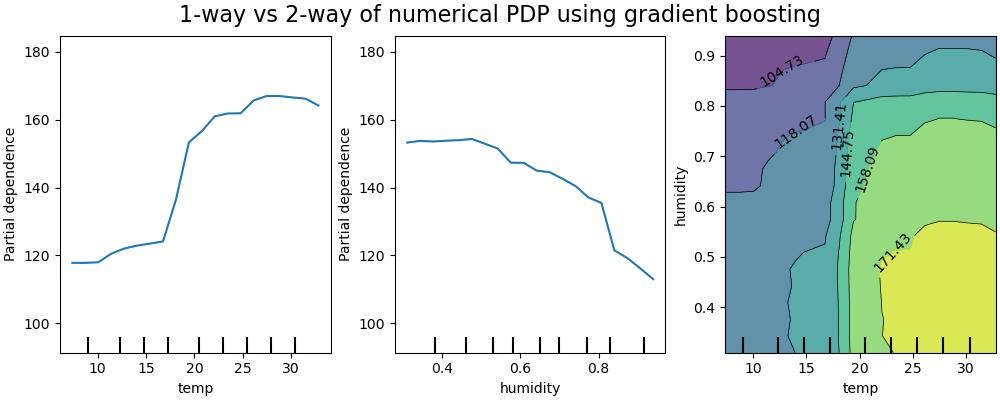 1-way vs 2-way of numerical PDP using gradient boosting
180
160
140
120
100
Partial dependence
10 15 20 25 30
temp
180
160
140
120
100
Partial dependence
0.4 0.6 0.8
humidity
0.9
0.8
0.7
0.6
0.5
0.4
humidity
104.73
118.07
131.41
144.75
158.09
171.43
10 15 20 25 30
temp